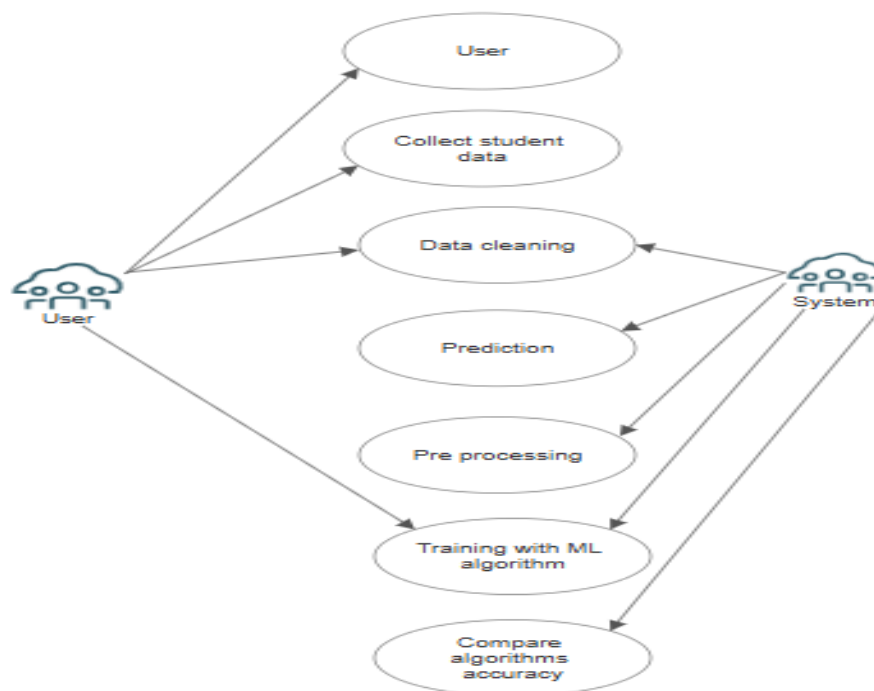 User
Collect student
data
Data cleaning
User
System
Prediction
Pre processing
Training with ML
algorithm
Compare
algorithms
accuracy